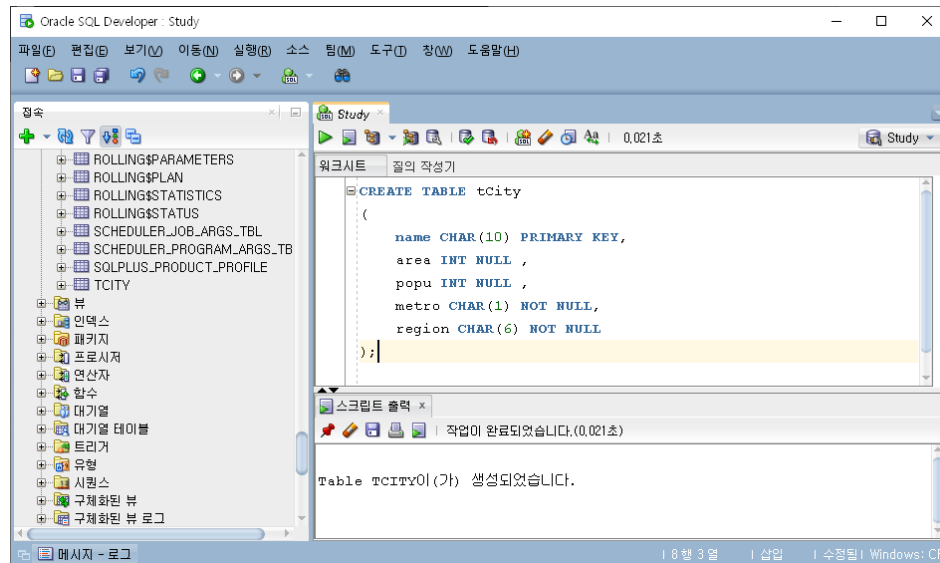 Oracle SQL Developer : Study
파일(F) 편집(E) 보기(V) 이동(N) 실행(R) 소스 팀(M) 도구(T) 창(W) 도움말(H)
접속
Study
0,021초
Study
워크시트 질의 작성기
ROLLING$PARAMETERS
ROLLING$PLAN
ROLLING$STATISTICS
ROLLING$STATUS
SCHEDULER_JOB_ARGS_TBL
SCHEDULER_PROGRAM_ARGS_TB
SQLPLUS_PRODUCT_PROFILE
TCITY
뷰
인덱스
패키지
프로시저
연산자
함수
대기열
대기열 테이블
트리거
유형
시퀀스
구체화된 뷰
구체화된 뷰 로그
CREATE TABLE tCity
(
name CHAR(10) PRIMARY KEY,
area INT NULL ,
popu INT NULL ,
metro CHAR(1) NOT NULL,
region CHAR(6) NOT NULL
);
스크립트 출력
작업이 완료되었습니다.(0,021초)
Table TCITY이(가) 생성되었습니다.
메시지 - 로그
8 행 3 열 삽입 수정됨 Windows: CF